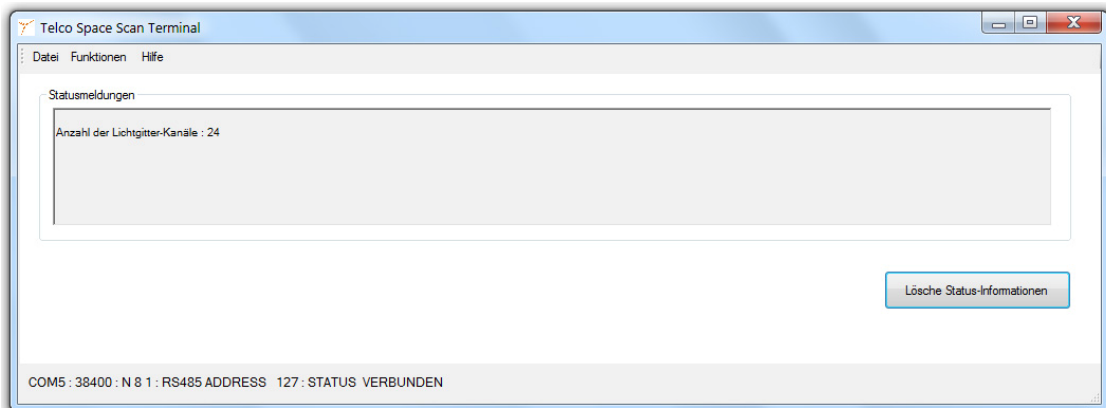 Telco Space Scan Terminal
Datei Funktionen Hilfe
Statusmeldungen
Anzahl der Lichtgitter-Kanäle : 24
Lösche Status-Informationen
COM5 : 38400 : N 8 1 : RS485 ADDRESS 127 : STATUS VERBUNDEN